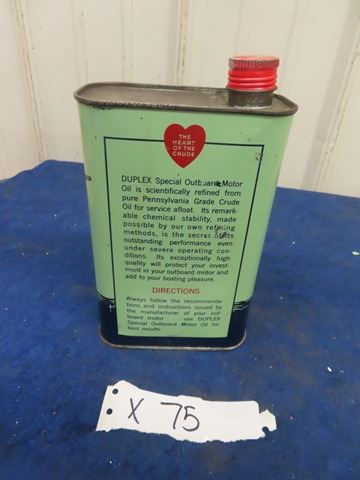 THE
HEART
OF THE
CRUDE
DUPLEX Special Outboard Motor
Oil is scientifically refined from
pure Pennsylvania Grade Crude
Oil for service afloat. Its remark-
able chemical stability, made
possible by our own refining
methods, is the secret of its
outstanding performance even
under severe operating con-
ditions. Its exceptionally high
quality will protect your invest-
ment in your outboard motor and
add to your boating pleasure.
DIRECTIONS
Always follow the recommenda-
tions and instructions issued by
the manufacturer of your out-
board motor . . . use DUPLEX
Special Outboard Motor Oil for
best results.
X 75